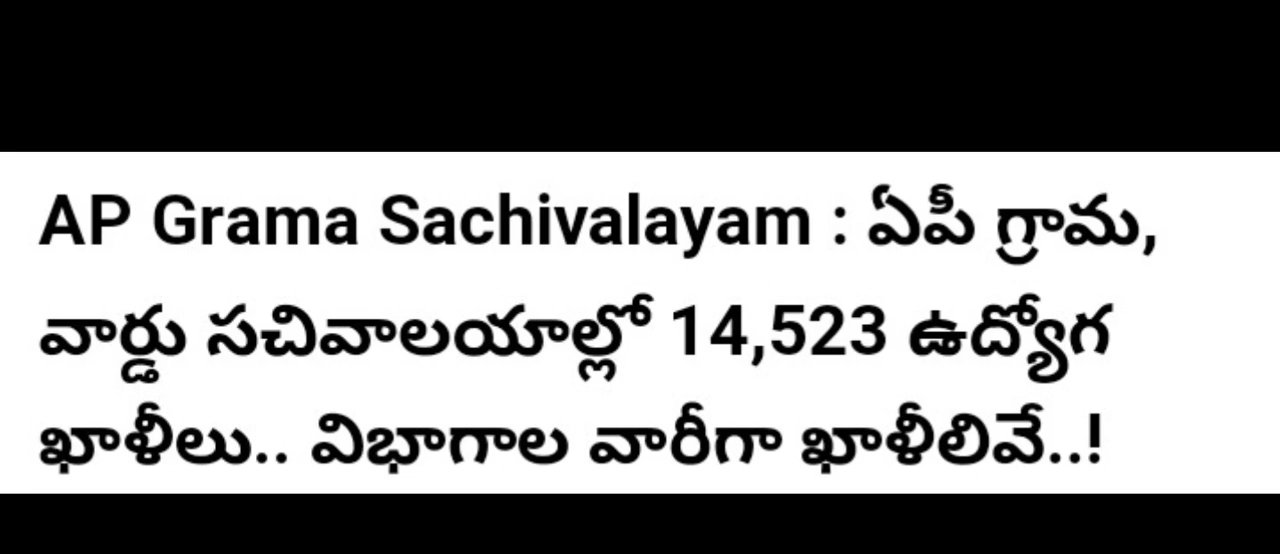 AP Grama Sachivalayam : ఏపీ గ్రామ,
వార్డు సచివాలయాల్లో 14,523 ఉద్యోగ
ఖాళీలు.. విభాగాల వారీగా ఖాళీలివే..!